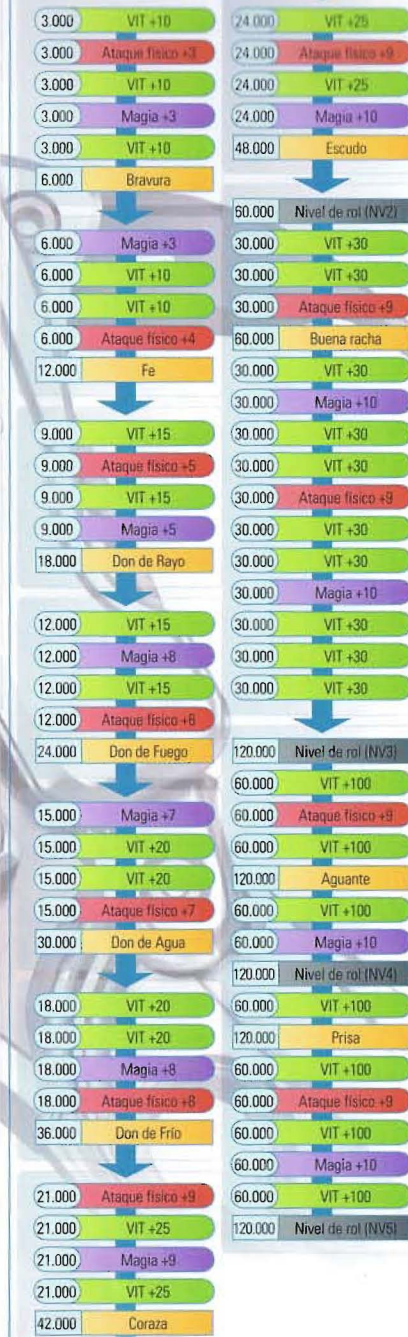 3.000 VIT +10
3.000 Ataque físico +3
3.000 VIT +10
3.000 Magia +3
3.000 VIT +10
6.000 Bravura
6.000 Magia +3
6.000 VIT +10
6.000 VIT +10
6.000 Ataque físico +4
12.000 Fe
9.000 VIT +15
9.000 Ataque físico +5
9.000 VIT +15
9.000 Magia +5
18.000 Don de Rayo
12.000 VIT +15
12.000 Magia +8
12.000 VIT +15
12.000 Ataque físico +6
24.000 Don de Fuego
15.000 Magia +7
15.000 VIT +20
15.000 VIT +20
15.000 Ataque físico +7
30.000 Don de Agua
18.000 VIT +20
18.000 VIT +20
18.000 Magia +8
18.000 Ataque físico +8
36.000 Don de Frío
21.000 Ataque físico +9
21.000 VIT +25
21.000 Magia +9
21.000 VIT +25
42.000 Coraza
24.000 VIT +25
24.000 Ataque físico +9
24.000 VIT +25
24.000 Magia +10
48.000 Escudo
60.000 Nivel de rol (NV2)
30.000 VIT +30
30.000 VIT +30
30.000 Ataque físico +9
60.000 Buena racha
30.000 VIT +30
30.000 Magia +10
30.000 VIT +30
30.000 VIT +30
30.000 Ataque físico +9
30.000 VIT +30
30.000 VIT +30
30.000 Magia +10
30.000 VIT +30
30.000 VIT +30
30.000 VIT +30
120.000 Nivel de rol (NV3)
60.000 VIT +100
60.000 Ataque físico +9
60.000 VIT +100
120.000 Aguante
60.000 VIT +100
60.000 Magia +10
120.000 Nivel de rol (NV4)
60.000 VIT +100
120.000 Prisa
60.000 VIT +100
60.000 Ataque físico +9
60.000 VIT +100
60.000 Magia +10
60.000 VIT +100
120.000 Nivel de rol (NV5)